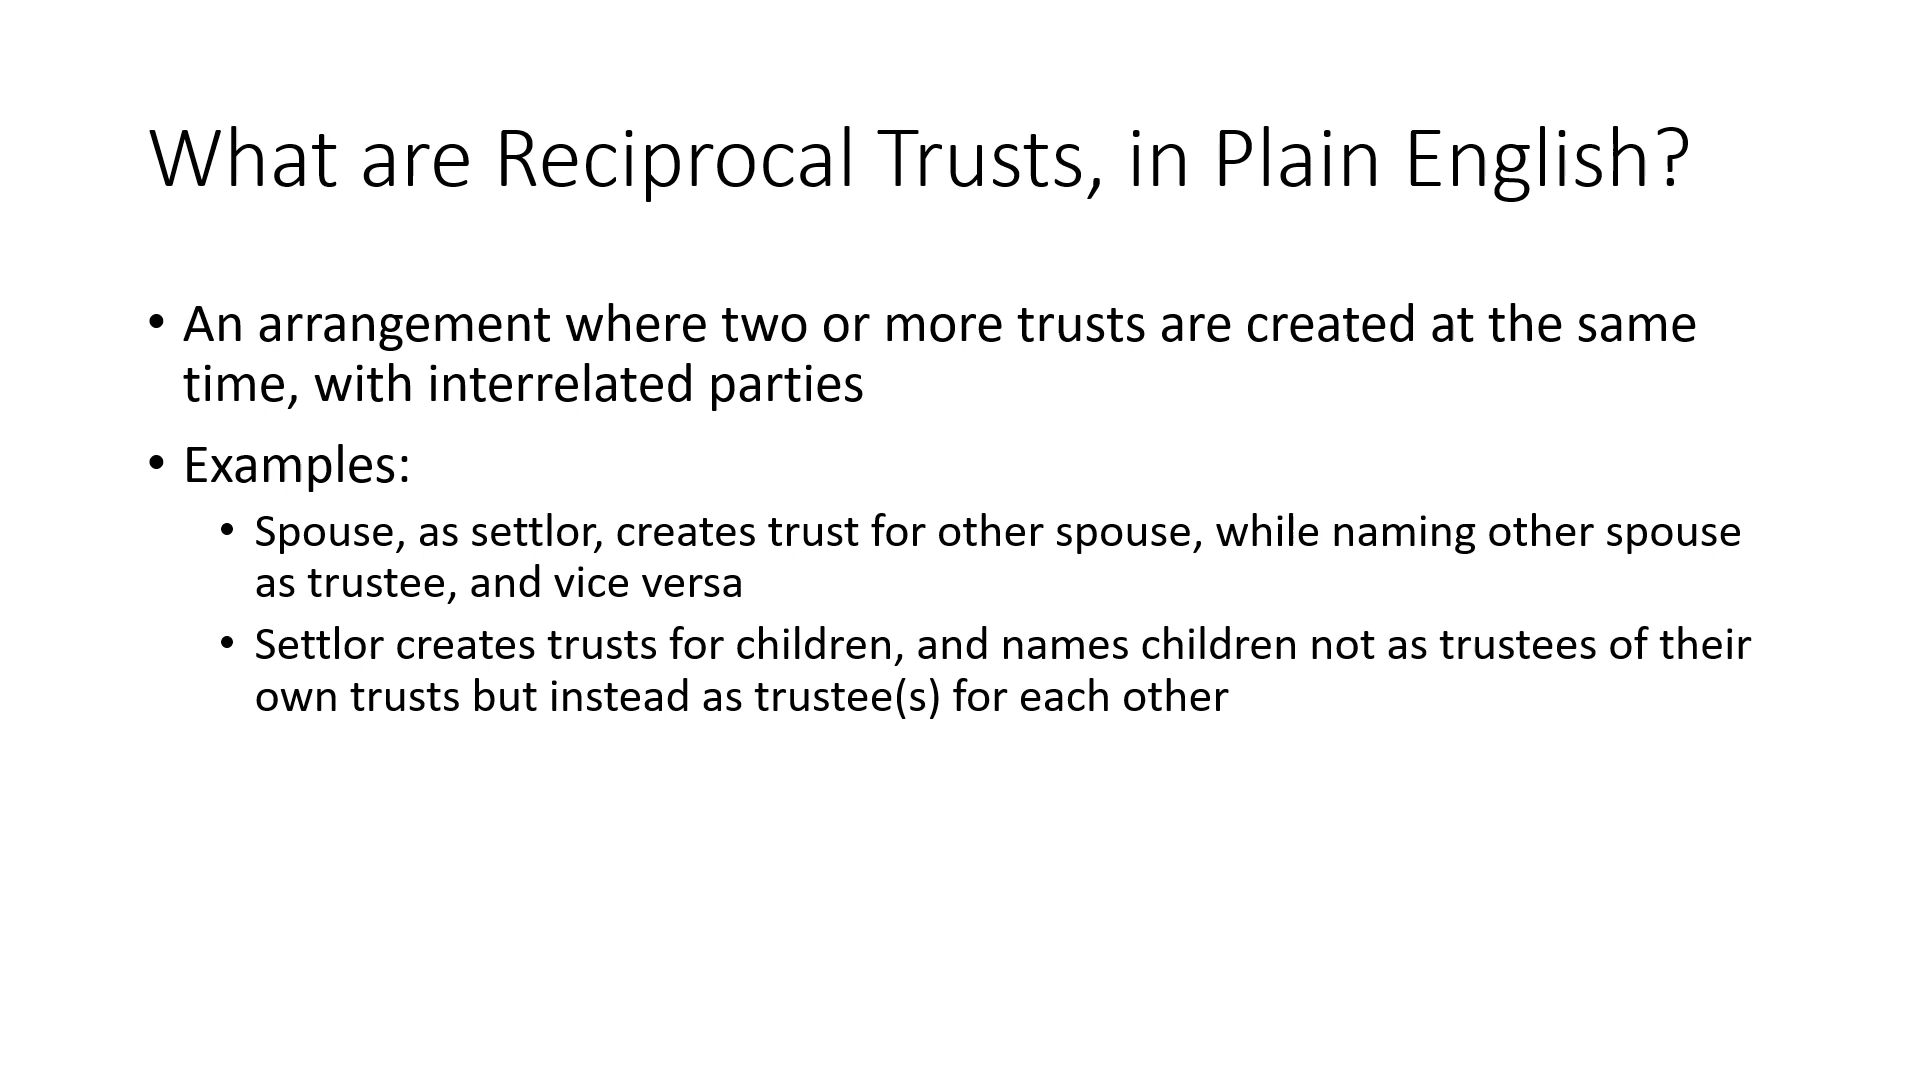 What are Reciprocal Trusts, in Plain English?
• An arrangement where two or more trusts are created at the same
time, with interrelated parties
• Examples:
• Spouse, as settlor, creates trust for other spouse, while naming other spouse
as trustee, and vice versa
• Settlor creates trusts for children, and names children not as trustees of their
own trusts but instead as trustee(s) for each other